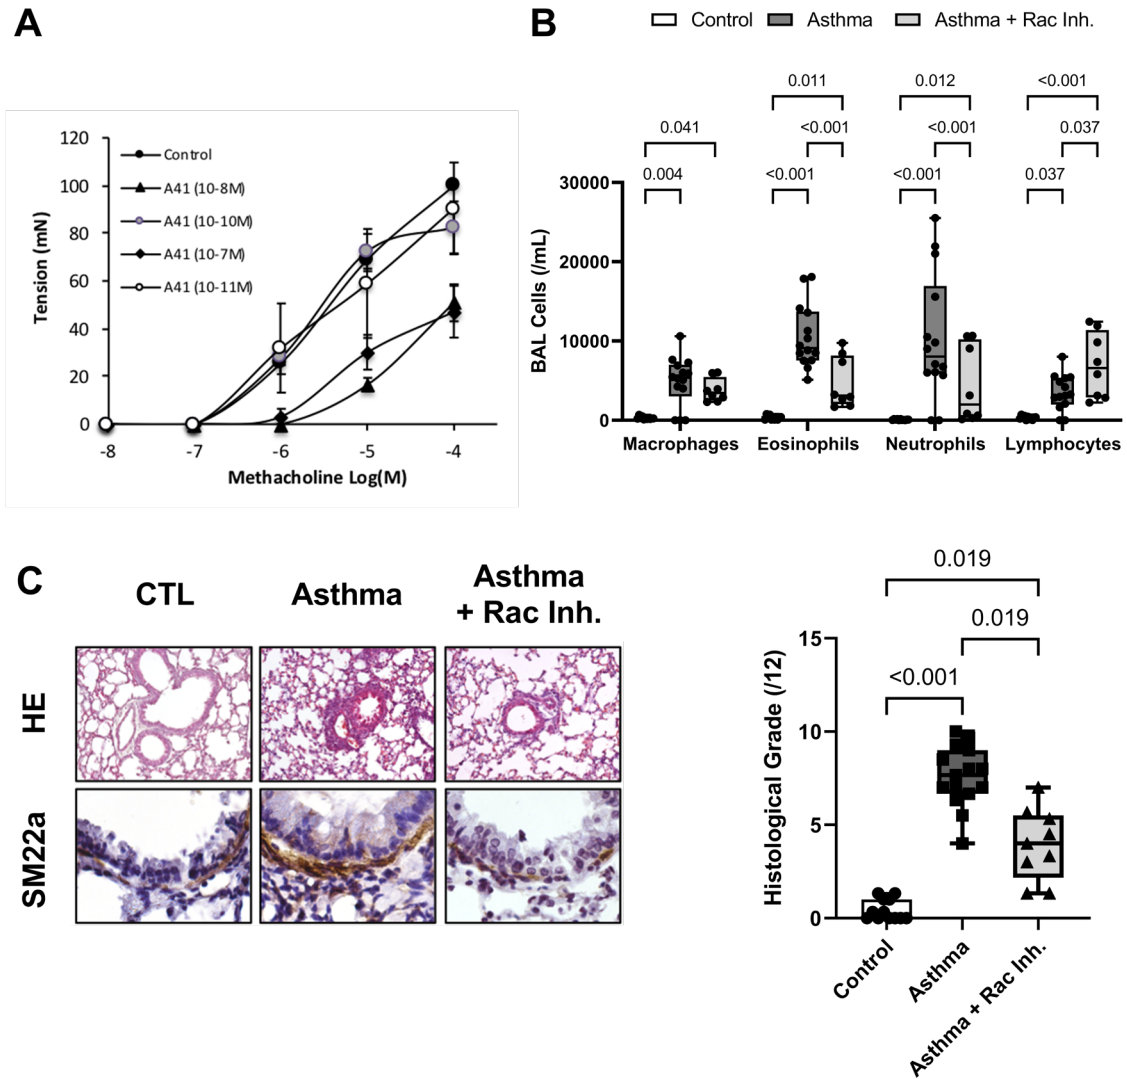 A
120
100
80
60
40
20
0
Tension (mN)
Control
A41 (10-8M)
A41 (10-10M)
A41 (10-7M)
A41 (10-11M)
-8 -7 -6 -5 -4
Methacholine Log(M)
B
Control Asthma Asthma + Rac Inh.
0.011 0.012 <0.001
0.041 <0.001 <0.001 0.037
0.004 <0.001 <0.001 0.037
30000
20000
10000
0
BAL Cells (/mL)
Macrophages Eosinophils Neutrophils Lymphocytes
C
CTL Asthma Asthma
+ Rac Inh.
HE
SM22a
0.019
0.019
<0.001
15
10
5
0
Histological Grade (/12)
Control
Asthma
Asthma + Rac Inh.